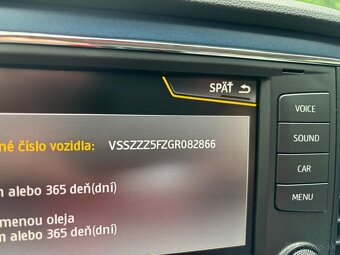 SPÄŤ
VOICE
né číslo vozidla: VSSZZZ5FZGR082866
SOUND
CAR
m alebo 365 deň(dní)
MENU
menou oleja
m alebo 365 deň(dní)